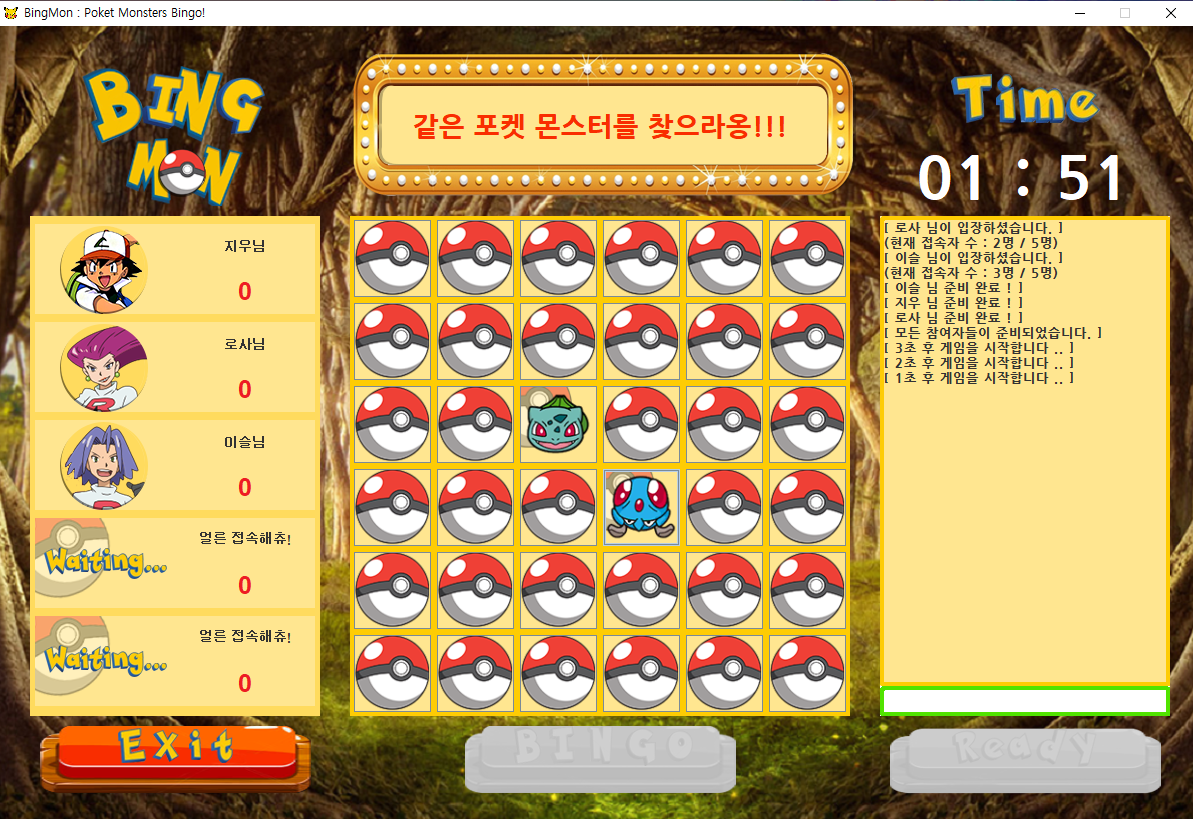 BingMon : Poket Monsters Bingo!
BING
MON
같은 포켓 몬스터를 찾으라옹!!!
Time
01 : 51
지우님
0
로사님
0
이슬님
0
Waiting...
얼른 접속해츄!
0
Waiting...
얼른 접속해츄!
0
[ 로사 님이 입장하셨습니다. ]
(현재 접속자 수 : 2명 / 5명)
[ 이슬 님이 입장하셨습니다. ]
(현재 접속자 수 : 3명 / 5명)
[ 이슬 님 준비 완료 ! ]
[ 지우 님 준비 완료 ! ]
[ 로사 님 준비 완료 ! ]
[ 모든 참여자들이 준비되었습니다. ]
[ 3초 후 게임을 시작합니다 .. ]
[ 2초 후 게임을 시작합니다 .. ]
[ 1초 후 게임을 시작합니다 .. ]
Exit
BINGO
Ready